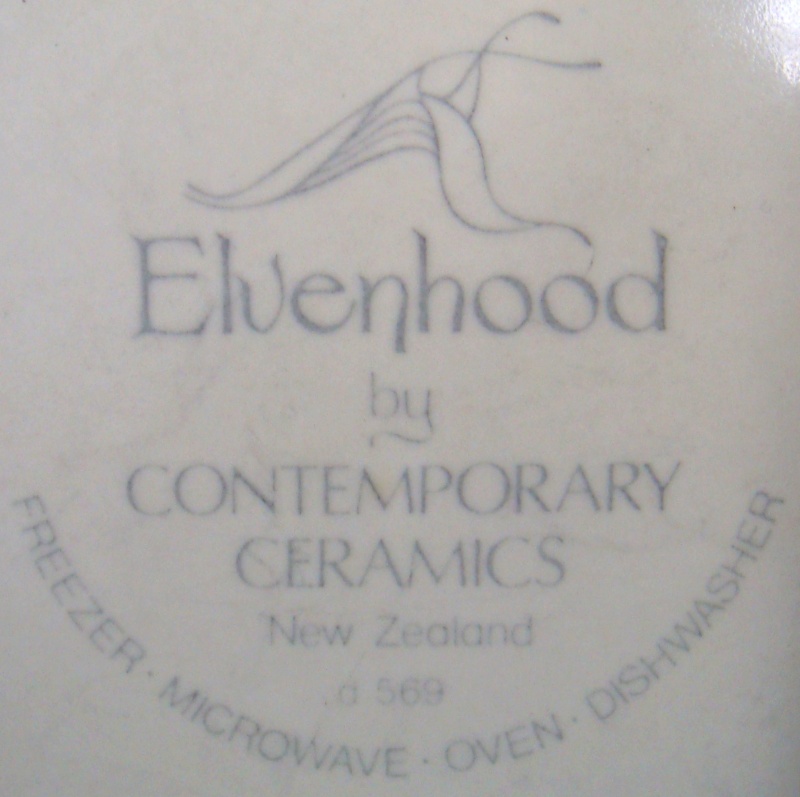 Elvenhood
by
CONTEMPORARY
CERAMICS
New Zealand
d 569
FREEZER · MICROWAVE · OVEN · DISHWASHER